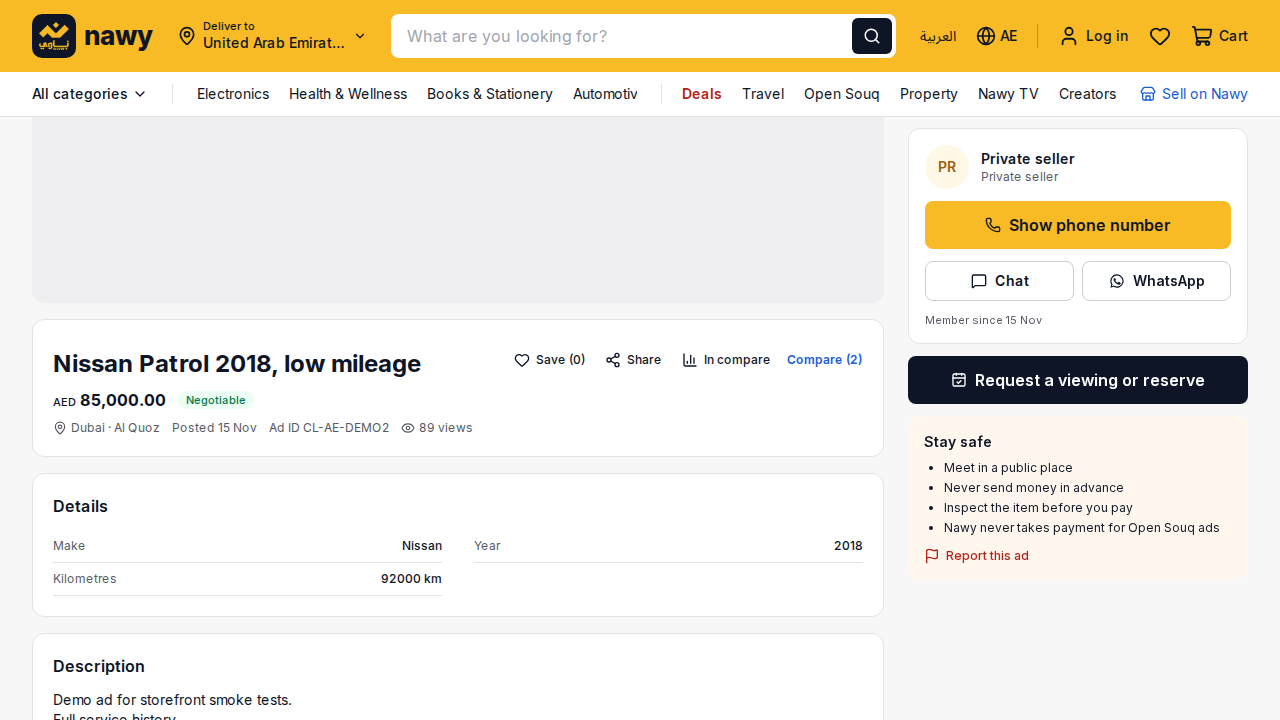 نـاوي
NAWY
nawy
Deliver to
United Arab Emirat...
What are you looking for?
العربية
AE
Log in
Cart
All categories
Electronics
Health & Wellness
Books & Stationery
Automotiv
Deals
Travel
Open Souq
Property
Nawy TV
Creators
Sell on Nawy
Nissan Patrol 2018, low mileage
Save (0)
Share
In compare
Compare (2)
AED 85,000.00
Negotiable
Dubai · Al Quoz
Posted 15 Nov
Ad ID CL-AE-DEMO2
89 views
Details
Make
Nissan
Year
2018
Kilometres
92000 km
Description
Demo ad for storefront smoke tests.
Full service history
PR
Private seller
Private seller
Show phone number
Chat
WhatsApp
Member since 15 Nov
Request a viewing or reserve
Stay safe
Meet in a public place
Never send money in advance
Inspect the item before you pay
Nawy never takes payment for Open Souq ads
Report this ad